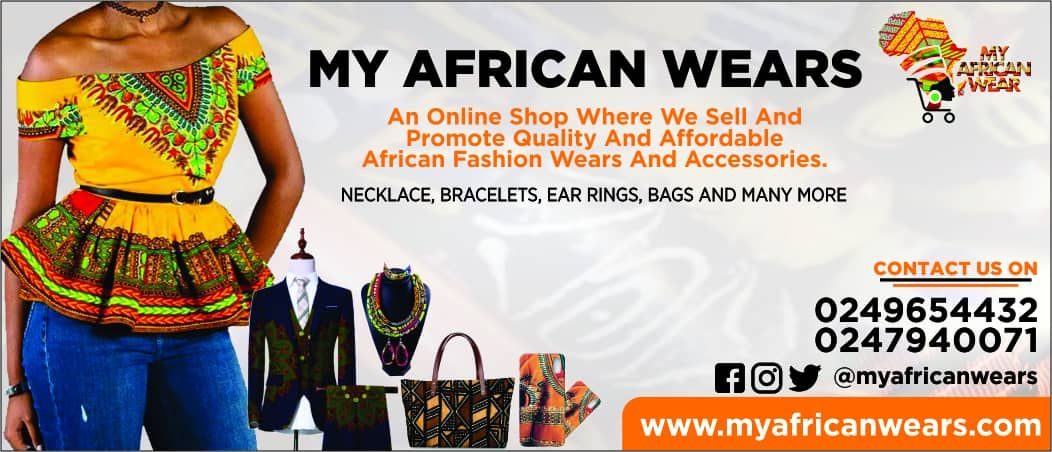 MY AFRICAN WEARS
An Online Shop Where We Sell And
Promote Quality And Affordable
African Fashion Wears And Accessories.
NECKLACE, BRACELETS, EAR RINGS, BAGS AND MANY MORE
MY
AFRICAN
WEAR
CONTACT US ON
0249654432
0247940071
@myafricanwears
www.myafricanwears.com